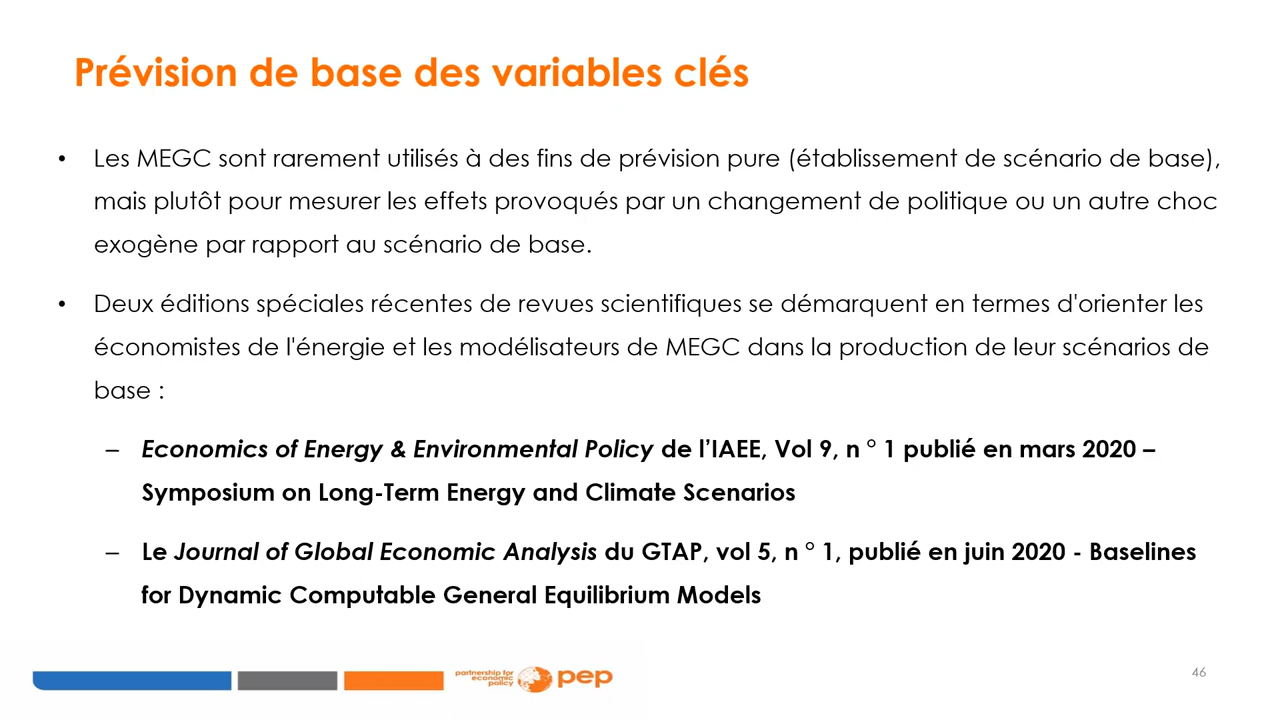 Prévision de base des variables clés
• Les MEGC sont rarement utilisés à des fins de prévision pure (établissement de scénario de base),
mais plutôt pour mesurer les effets provoqués par un changement de politique ou un autre choc
exogène par rapport au scénario de base.
• Deux éditions spéciales récentes de revues scientifiques se démarquent en termes d'orienter les
économistes de l'énergie et les modélisateurs de MEGC dans la production de leur scénarios de
base :
– Economics of Energy & Environmental Policy de l’IAEE, Vol 9, n ° 1 publié en mars 2020 –
Symposium on Long-Term Energy and Climate Scenarios
– Le Journal of Global Economic Analysis du GTAP, vol 5, n ° 1, publié en juin 2020 - Baselines
for Dynamic Computable General Equilibrium Models
partnership for
economic
policy
pep
46